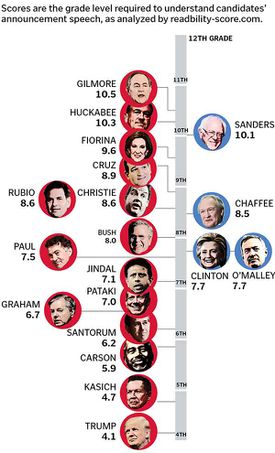 Scores are the grade level required to understand candidates'
announcement speech, as analyzed by readbility-score.com.
12TH GRADE
11TH
GILMORE
10.5
HUCKABEE
10.3
10TH
SANDERS
10.1
FIORINA
9.6
CRUZ
8.9
9TH
RUBIO
8.6
CHRISTIE
8.6
CHAFFEE
8.5
BUSH
8.0
8TH
PAUL
7.5
CLINTON
7.7
O'MALLEY
7.7
JINDAL
7.1
7TH
PATAKI
7.0
GRAHAM
6.7
SANTORUM
6.2
6TH
CARSON
5.9
5TH
KASICH
4.7
TRUMP
4.1
4TH